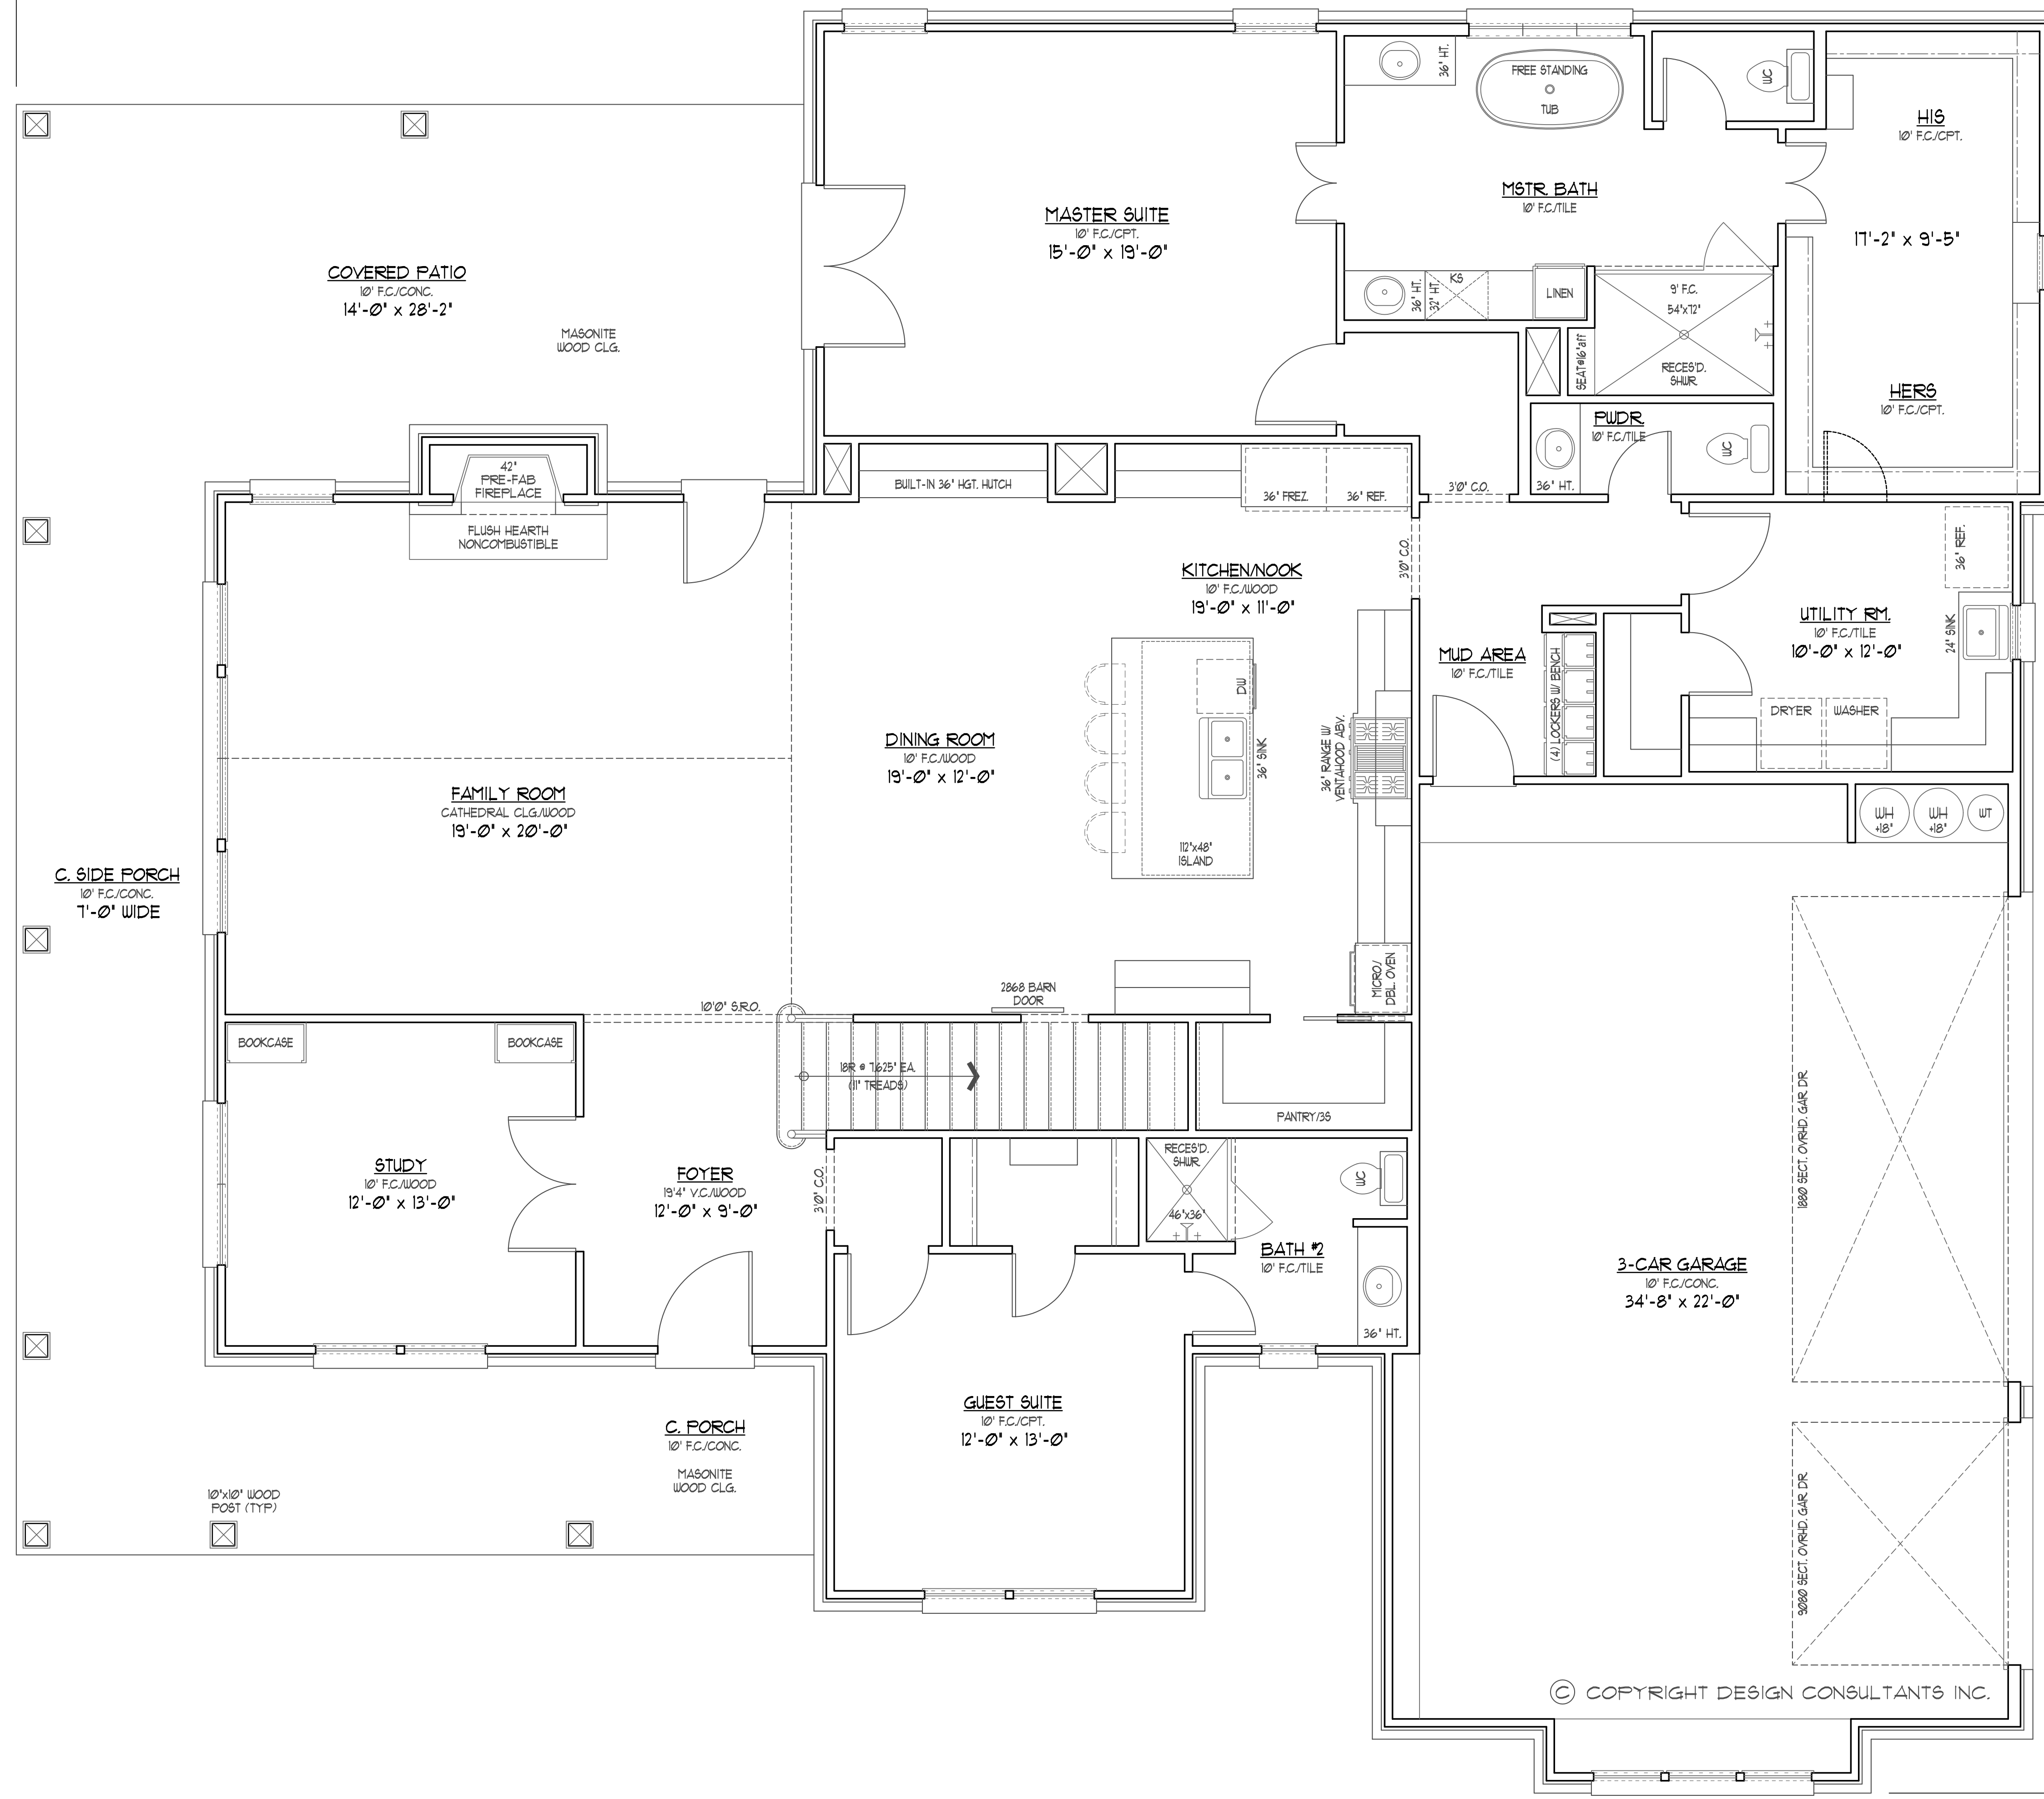 36" HT.
FREE STANDING
TUB
WC
HIS
10' F.C./CPT.
MSTR. BATH
10' F.C./TILE
MASTER SUITE
10' F.C./CPT.
15'-0" x 19'-0"
17'-2" x 9'-5"
COVERED PATIO
10' F.C./CONC.
14'-0" x 28'-2"
MASONITE
WOOD CLG.
36" HT.
32" HT.
KS
LINEN
9' F.C.
54"x72"
SEAT@16"aff
RECES'D.
SHWR.
HERS
10' F.C./CPT.
PWDR.
10' F.C./TILE
WC
36" HT.
42"
PRE-FAB
FIREPLACE
FLUSH HEARTH
NONCOMBUSTIBLE
BUILT-IN 36" HGT. HUTCH
36" FREZ.
36" REF.
3'0" C.O.
3'0" C.O.
36" REF.
KITCHEN/NOOK
10' F.C./WOOD
19'-0" x 11'-0"
UTILITY RM.
10' F.C./TILE
10'-0" x 12'-0"
24" SINK
MUD AREA
10' F.C./TILE
(4) LOCKERS W/ BENCH
DRYER
WASHER
DW
36" SINK
36" RANGE W/
VENTAHOOD ABV.
DINING ROOM
10' F.C./WOOD
19'-0" x 12'-0"
FAMILY ROOM
CATHEDRAL CLG./WOOD
19'-0" x 20'-0"
112"x48"
ISLAND
WH
+18"
WH
+18"
WT
C. SIDE PORCH
10' F.C./CONC.
7'-0" WIDE
MICRO./
DBL. OVEN
2868 BARN
DOOR
10'0" S.R.O.
BOOKCASE
BOOKCASE
18R @ 7.625" EA.
(11" TREADS)
PANTRY/3S
1880 SECT. OVRHD. GAR DR
STUDY
10' F.C./WOOD
12'-0" x 13'-0"
FOYER
19'4" V.C./WOOD
12'-0" x 9'-0"
3'0" C.O.
RECES'D.
SHWR.
46"x36"
WC
BATH #2
10' F.C./TILE
36" HT.
3-CAR GARAGE
10' F.C./CONC.
34'-8" x 22'-0"
GUEST SUITE
10' F.C./CPT.
12'-0" x 13'-0"
C. PORCH
10' F.C./CONC.
MASONITE
WOOD CLG.
10"x10" WOOD
POST (TYP)
9080 SECT. OVRHD. GAR DR
© COPYRIGHT DESIGN CONSULTANTS INC.